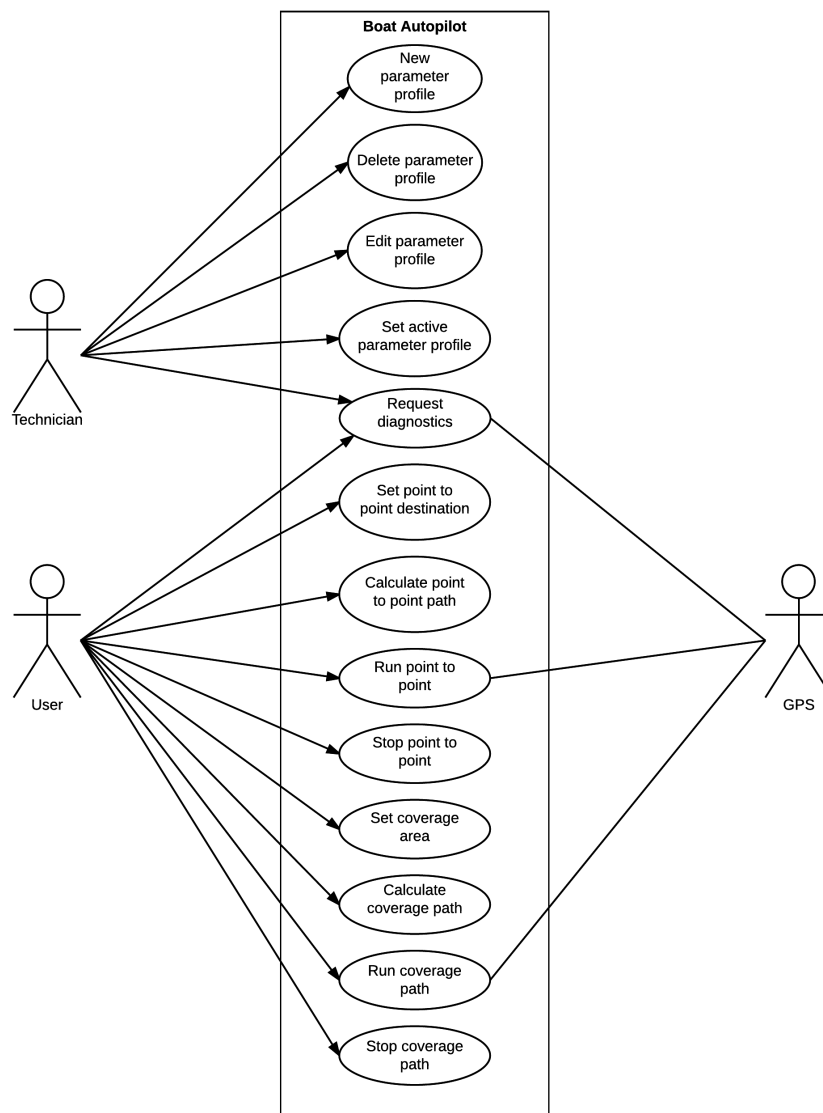 Boat Autopilot
New
parameter
profile
Delete parameter
profile
Edit parameter
profile
Set active
parameter profile
Technician
Request
diagnostics
Set point to
point destination
Calculate point
to point path
Run point to
point
User
GPS
Stop point to
point
Set coverage
area
Calculate
coverage path
Run coverage
path
Stop coverage
path